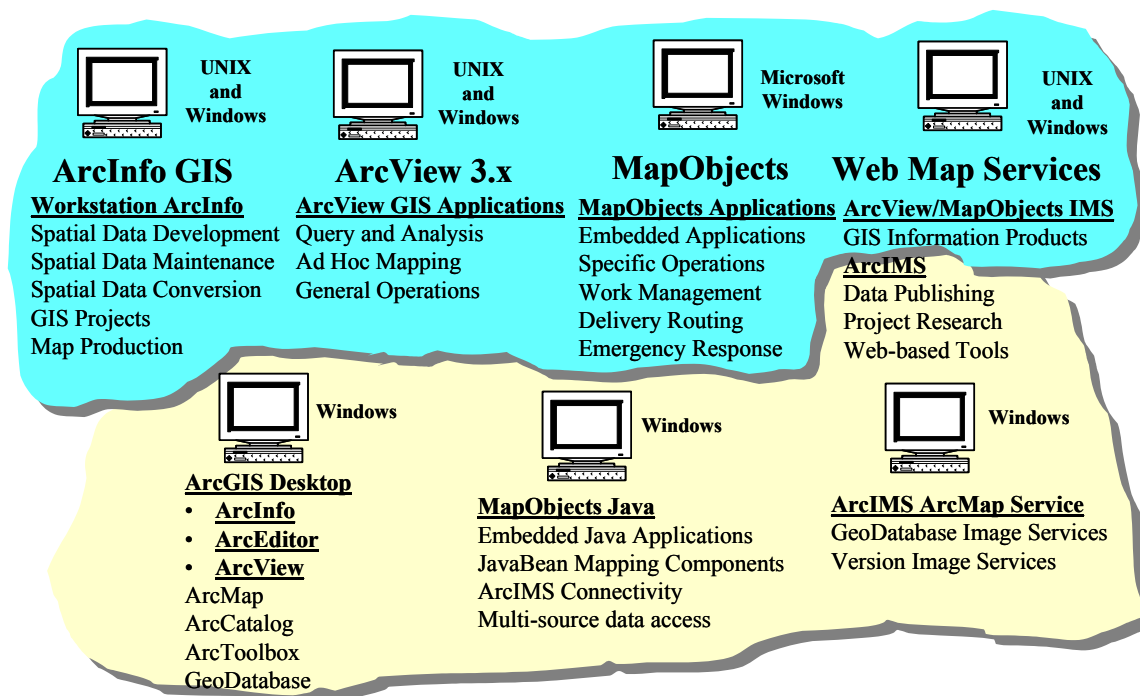 UNIX
and
Windows
ArcInfo GIS
Workstation ArcInfo
Spatial Data Development
Spatial Data Maintenance
Spatial Data Conversion
GIS Projects
Map Production
UNIX
and
Windows
ArcView 3.x
ArcView GIS Applications
Query and Analysis
Ad Hoc Mapping
General Operations
Microsoft
Windows
MapObjects
MapObjects Applications
Embedded Applications
Specific Operations
Work Management
Delivery Routing
Emergency Response
UNIX
and
Windows
Web Map Services
ArcView/MapObjects IMS
GIS Information Products
ArcIMS
Data Publishing
Project Research
Web-based Tools
Windows
ArcGIS Desktop
• ArcInfo
• ArcEditor
• ArcView
ArcMap
ArcCatalog
ArcToolbox
GeoDatabase
Windows
MapObjects Java
Embedded Java Applications
JavaBean Mapping Components
ArcIMS Connectivity
Multi-source data access
Windows
ArcIMS ArcMap Service
GeoDatabase Image Services
Version Image Services